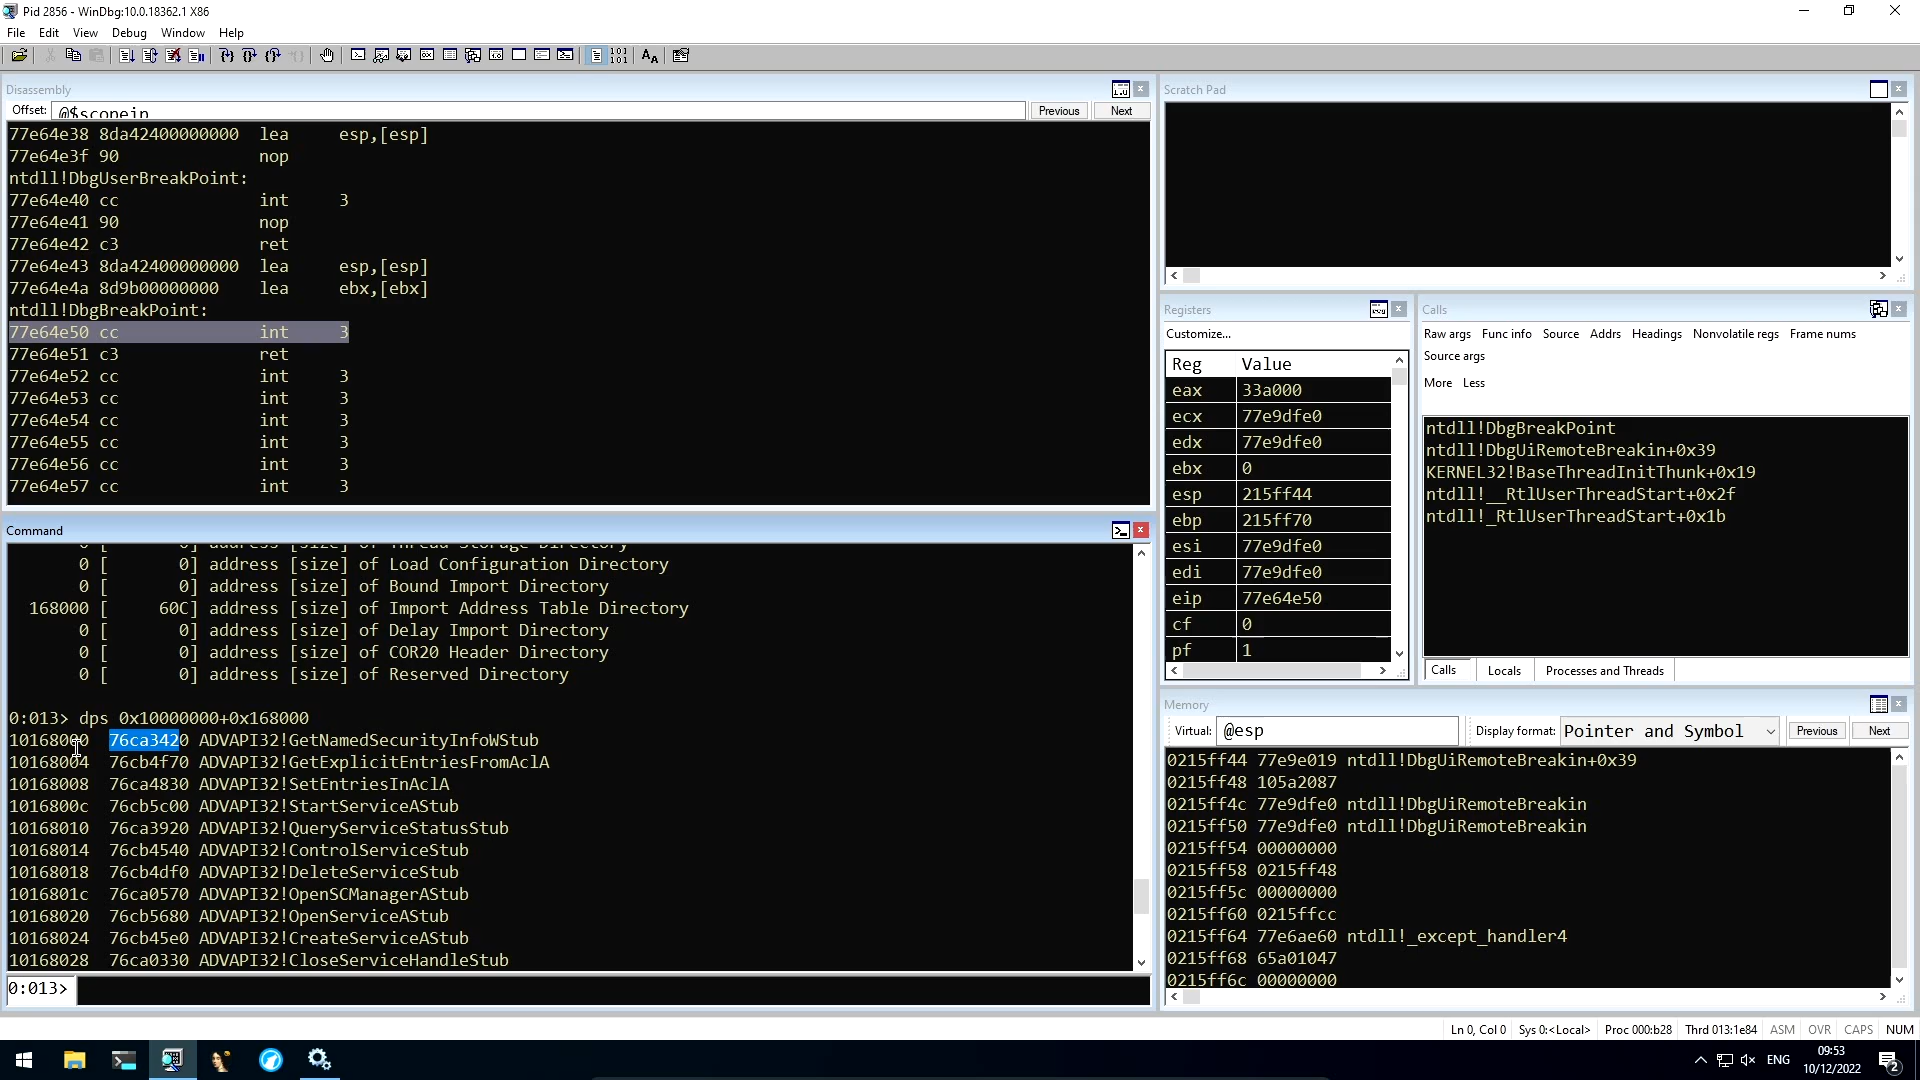 Pid 2856 - WinDbg:10.0.18362.1 X86
File Edit View Debug Window Help
Disassembly
Offset: @$scopeip Previous Next
77e64e38 8da42400000000 lea esp,[esp]
77e64e3f 90 nop
ntdll!DbgUserBreakPoint:
77e64e40 cc int 3
77e64e41 90 nop
77e64e42 c3 ret
77e64e43 8da42400000000 lea esp,[esp]
77e64e4a 8d9b00000000 lea ebx,[ebx]
ntdll!DbgBreakPoint:
77e64e50 cc int 3
77e64e51 c3 ret
77e64e52 cc int 3
77e64e53 cc int 3
77e64e54 cc int 3
77e64e55 cc int 3
77e64e56 cc int 3
77e64e57 cc int 3
Command
0 [ 0] address [size] of Thread Storage Directory
0 [ 0] address [size] of Load Configuration Directory
0 [ 0] address [size] of Bound Import Directory
168000 [ 60C] address [size] of Import Address Table Directory
0 [ 0] address [size] of Delay Import Directory
0 [ 0] address [size] of COR20 Header Directory
0 [ 0] address [size] of Reserved Directory
0:013> dps 0x10000000+0x168000
10168000 76ca3420 ADVAPI32!GetNamedSecurityInfoWStub
10168004 76cb4f70 ADVAPI32!GetExplicitEntriesFromAclA
10168008 76ca4830 ADVAPI32!SetEntriesInAclA
1016800c 76cb5c00 ADVAPI32!StartServiceAStub
10168010 76ca3920 ADVAPI32!QueryServiceStatusStub
10168014 76cb4540 ADVAPI32!ControlServiceStub
10168018 76cb4df0 ADVAPI32!DeleteServiceStub
1016801c 76ca0570 ADVAPI32!OpenSCManagerAStub
10168020 76cb5680 ADVAPI32!OpenServiceAStub
10168024 76cb45e0 ADVAPI32!CreateServiceAStub
10168028 76ca0330 ADVAPI32!CloseServiceHandleStub
0:013>
Scratch Pad
Registers
Customize...
Reg Value
eax 33a000
ecx 77e9dfe0
edx 77e9dfe0
ebx 0
esp 215ff44
ebp 215ff70
esi 77e9dfe0
edi 77e9dfe0
eip 77e64e50
cf 0
pf 1
Calls
Raw args Func info Source Addrs Headings Nonvolatile regs Frame nums
Source args
More Less
ntdll!DbgBreakPoint
ntdll!DbgUiRemoteBreakin+0x39
KERNEL32!BaseThreadInitThunk+0x19
ntdll!__RtlUserThreadStart+0x2f
ntdll!_RtlUserThreadStart+0x1b
Calls Locals Processes and Threads
Memory
Virtual: @esp Display format: Pointer and Symbol Previous Next
0215ff44 77e9e019 ntdll!DbgUiRemoteBreakin+0x39
0215ff48 105a2087
0215ff4c 77e9dfe0 ntdll!DbgUiRemoteBreakin
0215ff50 77e9dfe0 ntdll!DbgUiRemoteBreakin
0215ff54 00000000
0215ff58 0215ff48
0215ff5c 00000000
0215ff60 0215ffcc
0215ff64 77e6ae60 ntdll!_except_handler4
0215ff68 65a01047
0215ff6c 00000000
Ln 0, Col 0 Sys 0:<Local> Proc 000:b28 Thrd 013:1e84 ASM OVR CAPS NUM
ENG
09:53
10/12/2022
2